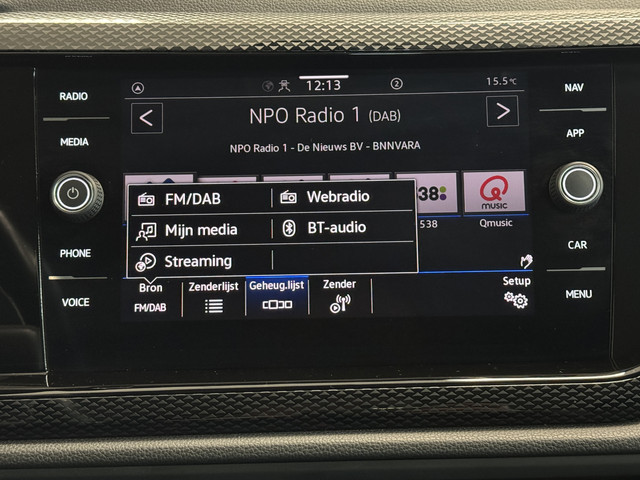 RADIO
MEDIA
PHONE
VOICE
12:13
2
15.5°C
NAV
APP
CAR
MENU
<
NPO Radio 1 (DAB)
>
NPO Radio 1 - De Nieuws BV - BNNVARA
38
MUSIC
538
Qmusic
FM/DAB
Webradio
Mijn media
BT-audio
Streaming
Bron
FM/DAB
Zenderlijst
Geheug.lijst
Zender
Setup